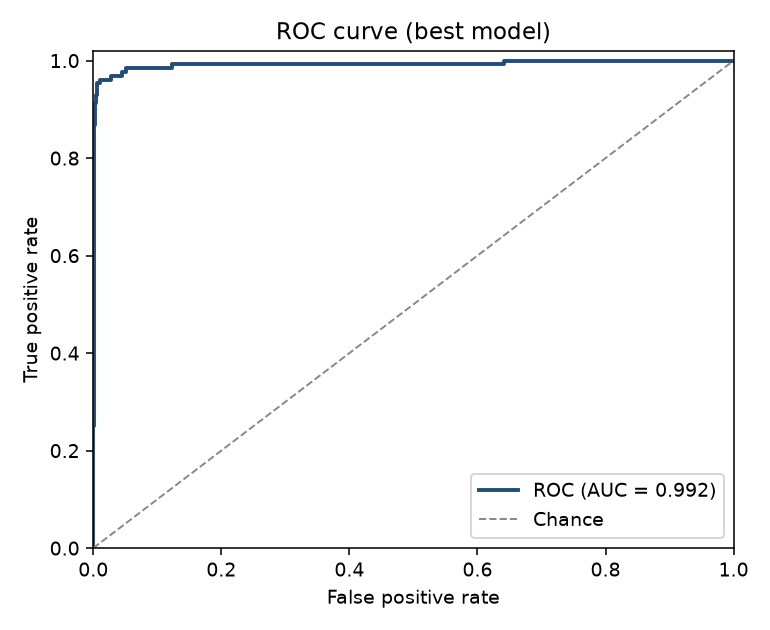 ROC curve (best model)
1.0
0.8
0.6
0.4
0.2
0.0
True positive rate
ROC (AUC = 0.992)
Chance
0.0 0.2 0.4 0.6 0.8 1.0
False positive rate